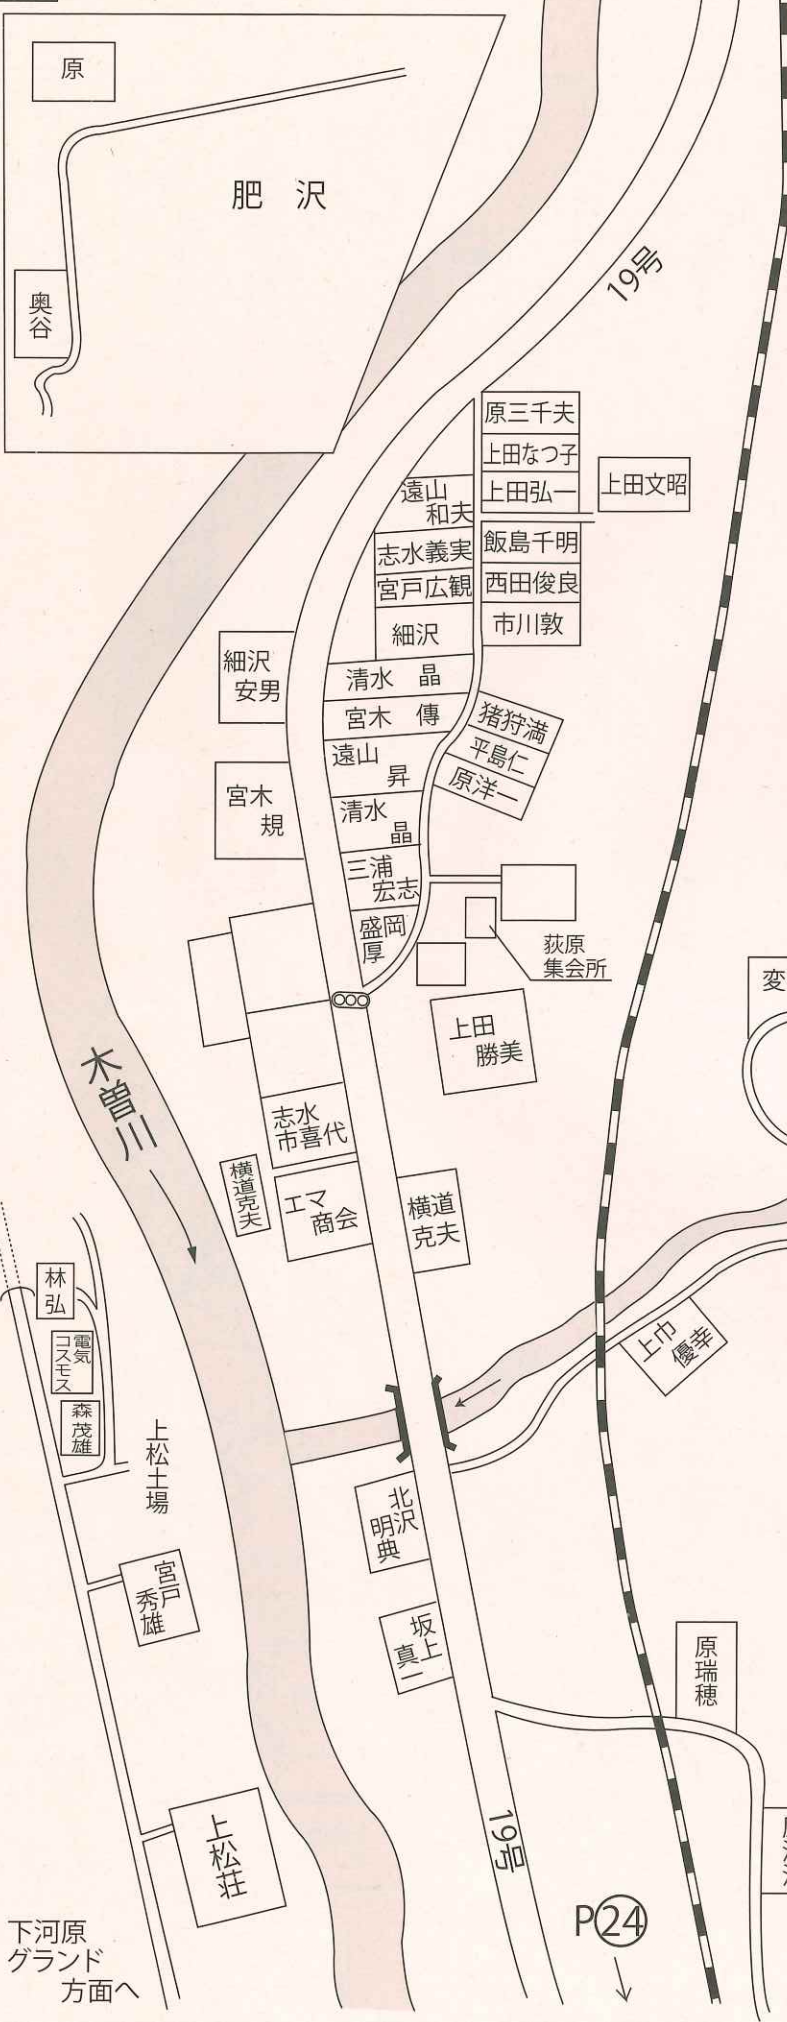 原
肥 沢
奥谷
19号
原三千夫
上田なつ子
上田弘一
上田文昭
遠山
和夫
志水義実
宮戸広観
細沢
飯島千明
西田俊良
市川敦
細沢
安男
清水 晶
宮木 傳
遠山
昇
清水
晶
三浦
宏志
盛岡
厚
猪狩満
平島仁
原洋一
宮木
規
荻原
集会所
上田
勝美
変
木曽川
志水
市喜代
横道克夫
エマ
商会
横道
克夫
林
弘
電気
コスモス
森茂雄
上松土場
上巾
優幸
北沢
明典
宮戸
秀雄
坂上
真一
原瑞穂
上松荘
19号
下河原
グランド
方面へ
P24